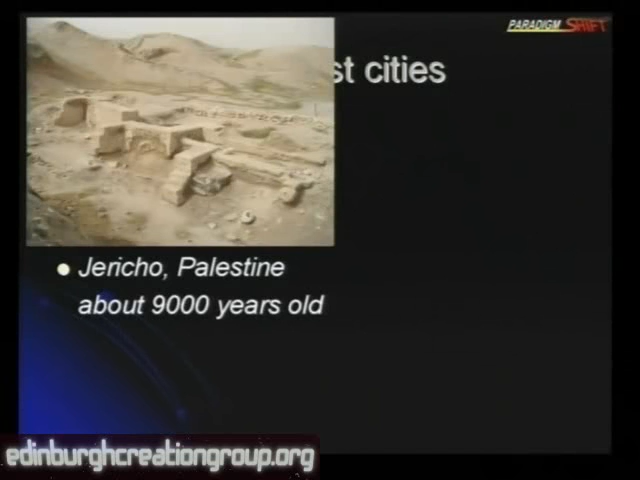 PARADIGM SHIFT
st cities
Jericho, Palestine
about 9000 years old
edinburghcreationgroup.org